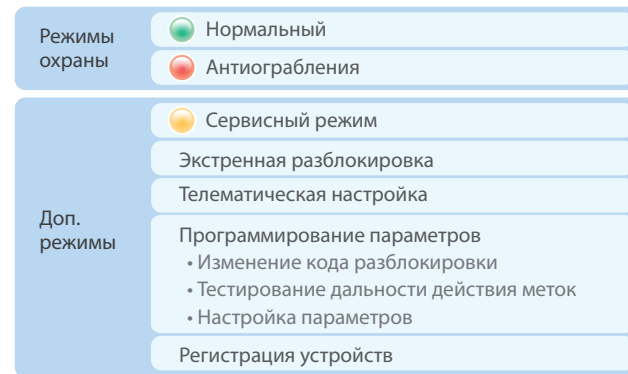 Режимы
охраны
Нормальный
Антиограбления
Доп.
режимы
Сервисный режим
Экстренная разблокировка
Телематическая настройка
Программирование параметров
• Изменение кода разблокировки
• Тестирование дальности действия меток
• Настройка параметров
Регистрация устройств